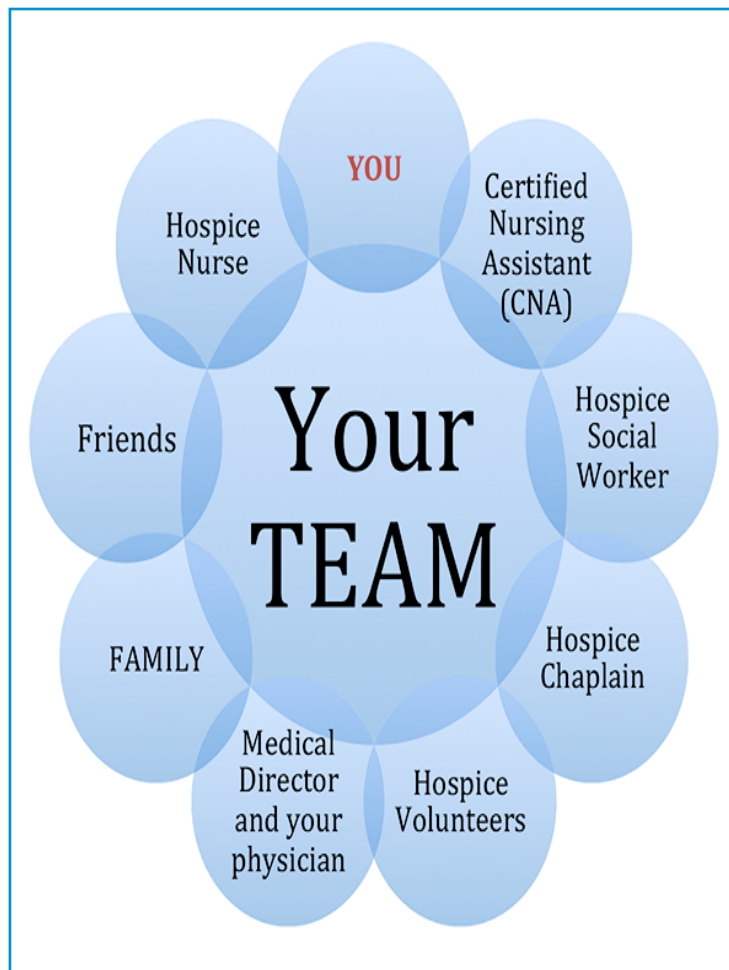 YOU
Certified
Nursing
Assistant
(CNA)
Hospice
Social
Worker
Hospice
Chaplain
Hospice
Volunteers
Medical
Director
and your
physician
FAMILY
Friends
Hospice
Nurse
Your
TEAM